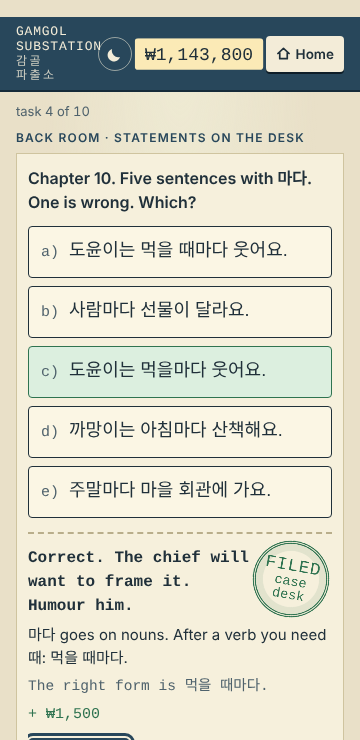 GAMGOL
SUBSTATION
감골
파출소
₩1,143,800
Home
task 4 of 10
BACK ROOM · STATEMENTS ON THE DESK
Chapter 10. Five sentences with 마다.
One is wrong. Which?
a) 도윤이는 먹을 때마다 웃어요.
b) 사람마다 선물이 달라요.
c) 도윤이는 먹을마다 웃어요.
d) 까망이는 아침마다 산책해요.
e) 주말마다 마을 회관에 가요.
Correct. The chief will
want to frame it.
Humour him.
FILED
case
desk
마다 goes on nouns. After a verb you need
때: 먹을 때마다.
The right form is 먹을 때마다.
+ ₩1,500